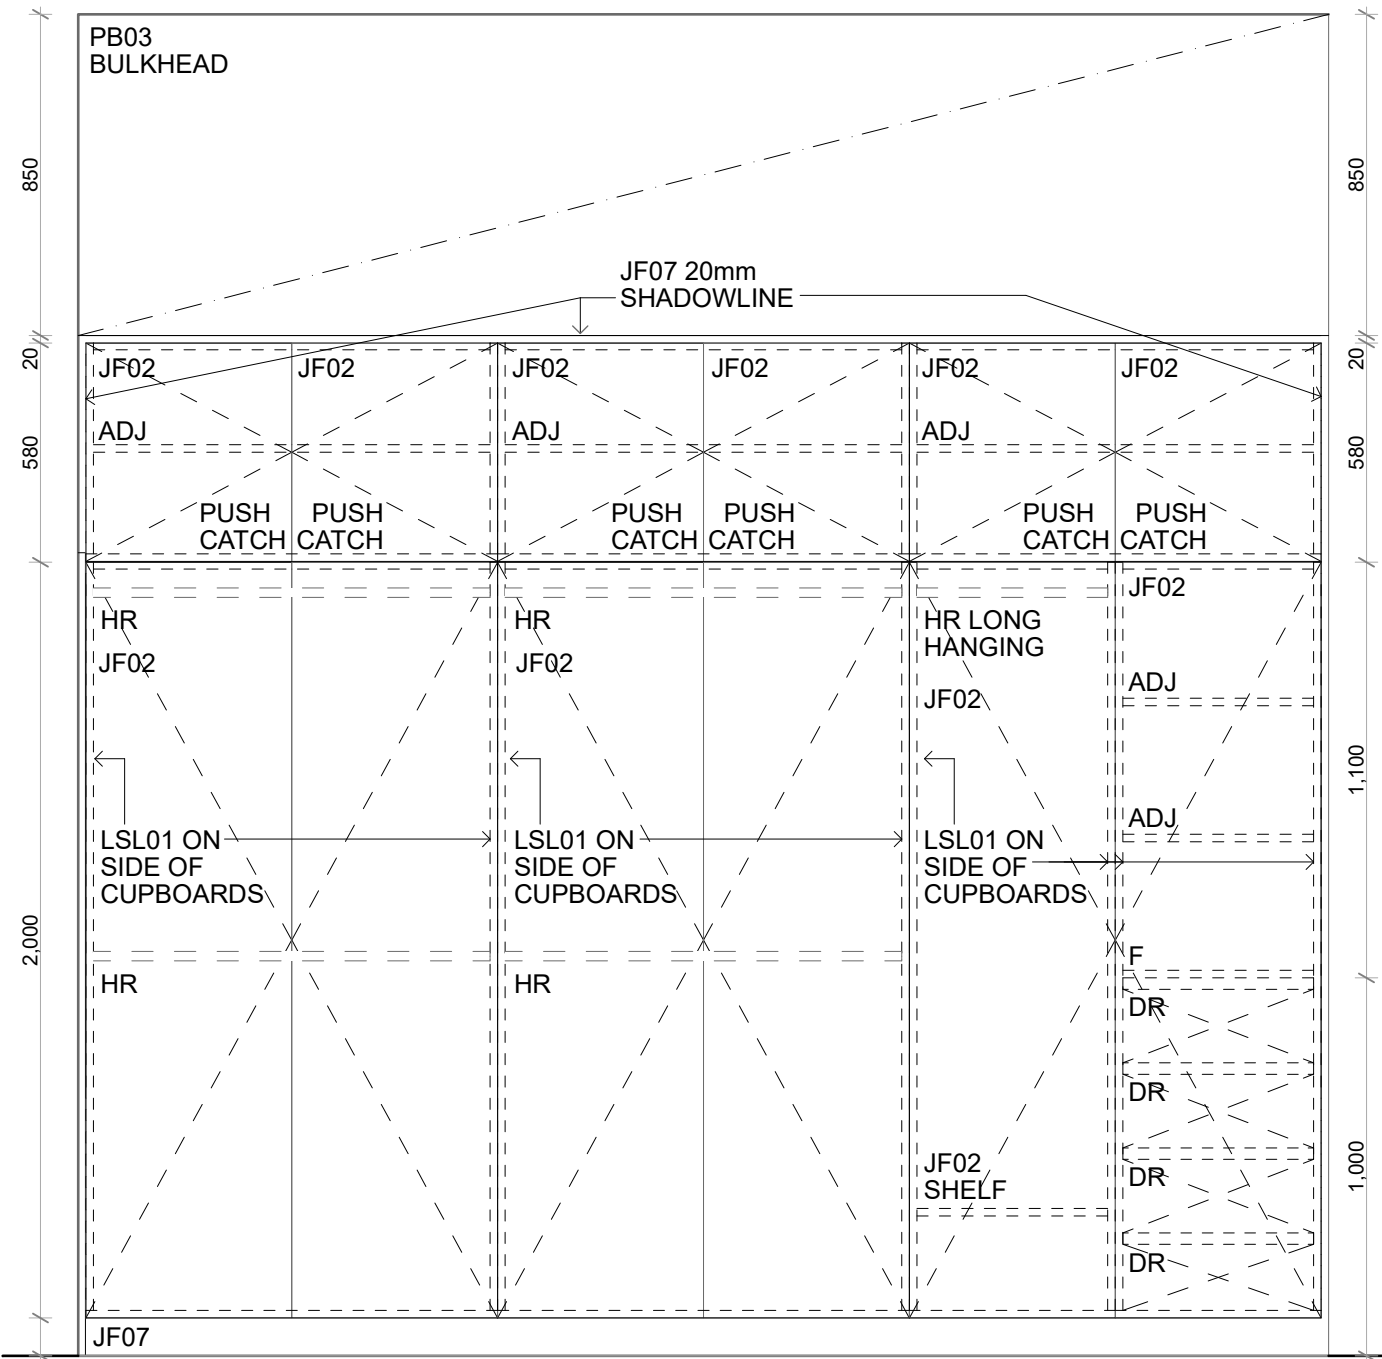 PB03
BULKHEAD
850
850
JF07 20mm
SHADOWLINE
20
20
JF02
JF02
JF02
JF02
JF02
JF02
ADJ
ADJ
ADJ
580
580
PUSH
CATCH
PUSH
CATCH
PUSH
CATCH
PUSH
CATCH
PUSH
CATCH
PUSH
CATCH
HR
HR
HR LONG
HANGING
JF02
JF02
JF02
JF02
ADJ
1,100
ADJ
LSL01 ON
SIDE OF
CUPBOARDS
LSL01 ON
SIDE OF
CUPBOARDS
LSL01 ON
SIDE OF
CUPBOARDS
2,000
HR
HR
F
DR
DR
DR
DR
JF02
SHELF
1,000
JF07